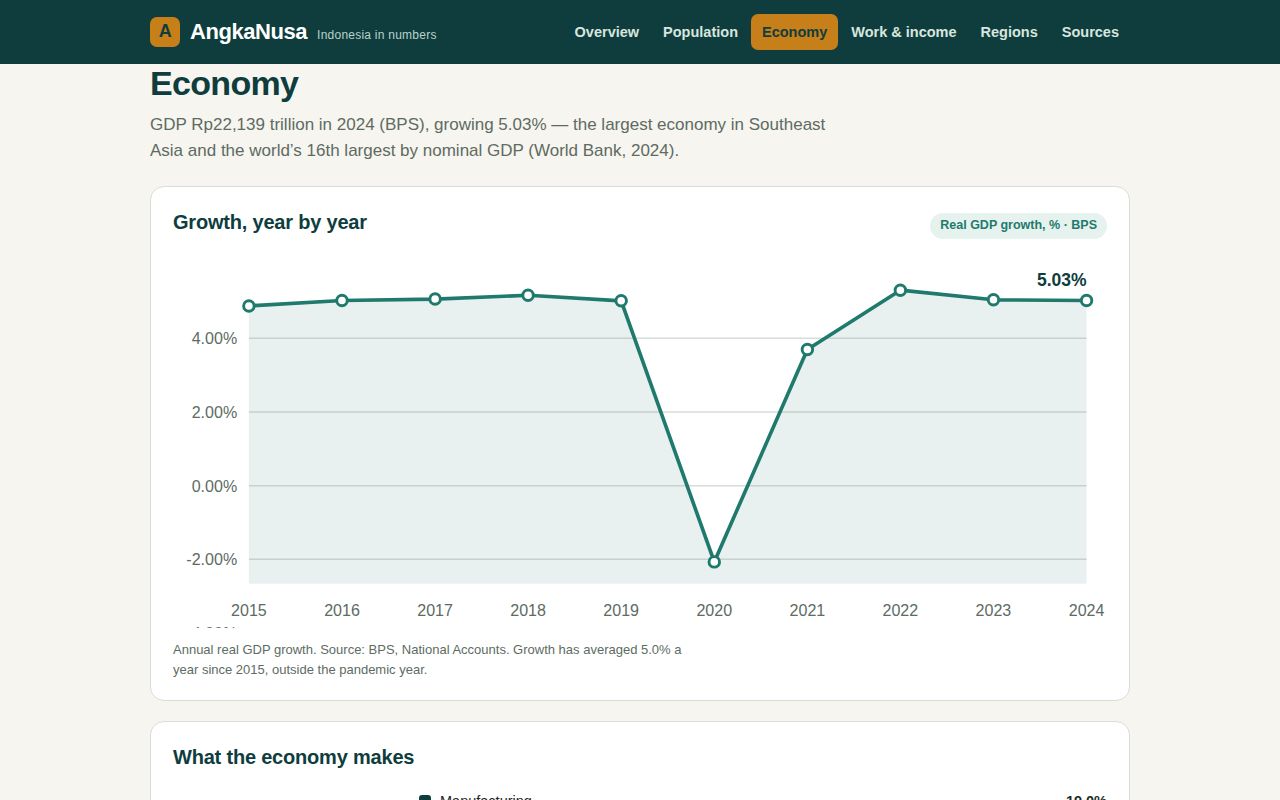 A AngkaNusa Indonesia in numbers Overview Population Economy Work & income Regions Sources
Economy
GDP Rp22,139 trillion in 2024 (BPS), growing 5.03% — the largest economy in Southeast
Asia and the world’s 16th largest by nominal GDP (World Bank, 2024).
Growth, year by year
Real GDP growth, % · BPS
5.03%
4.00%
2.00%
0.00%
-2.00%
2015 2016 2017 2018 2019 2020 2021 2022 2023 2024
Annual real GDP growth. Source: BPS, National Accounts. Growth has averaged 5.0% a
year since 2015, outside the pandemic year.
What the economy makes
Manufacturing